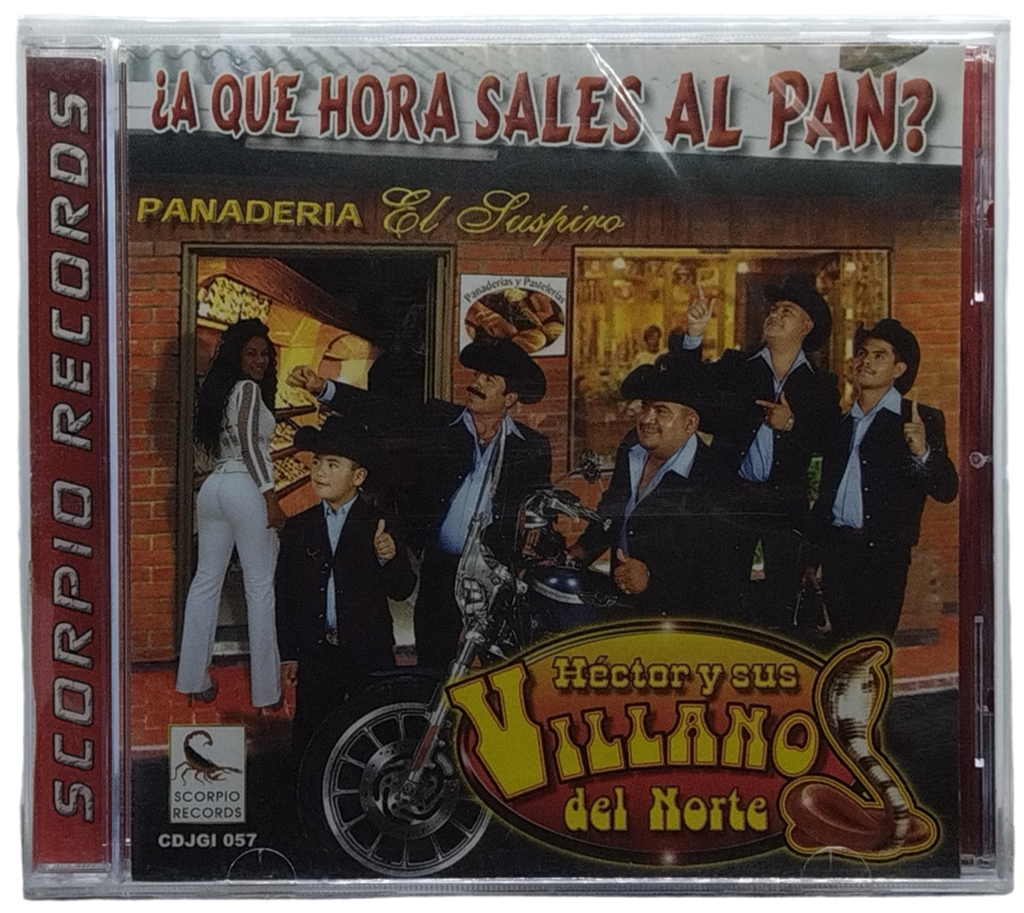 SCORPIO RECORDS
¿A QUE HORA SALES AL PAN?
PANADERIA El Suspiro
Panaderías y Pastelerías
Héctor y sus
VILLANOS
del Norte
SCORPIO
RECORDS
CDJGI 057